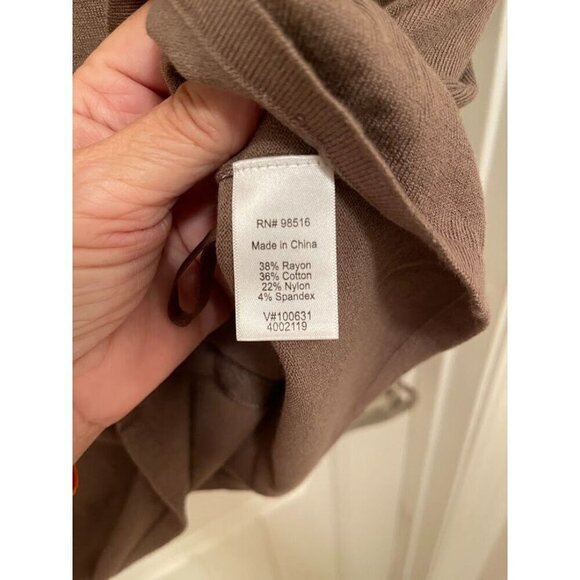 RN# 98516
Made in China
38% Rayon
36% Cotton
22% Nylon
4% Spandex
V#100631
4002119